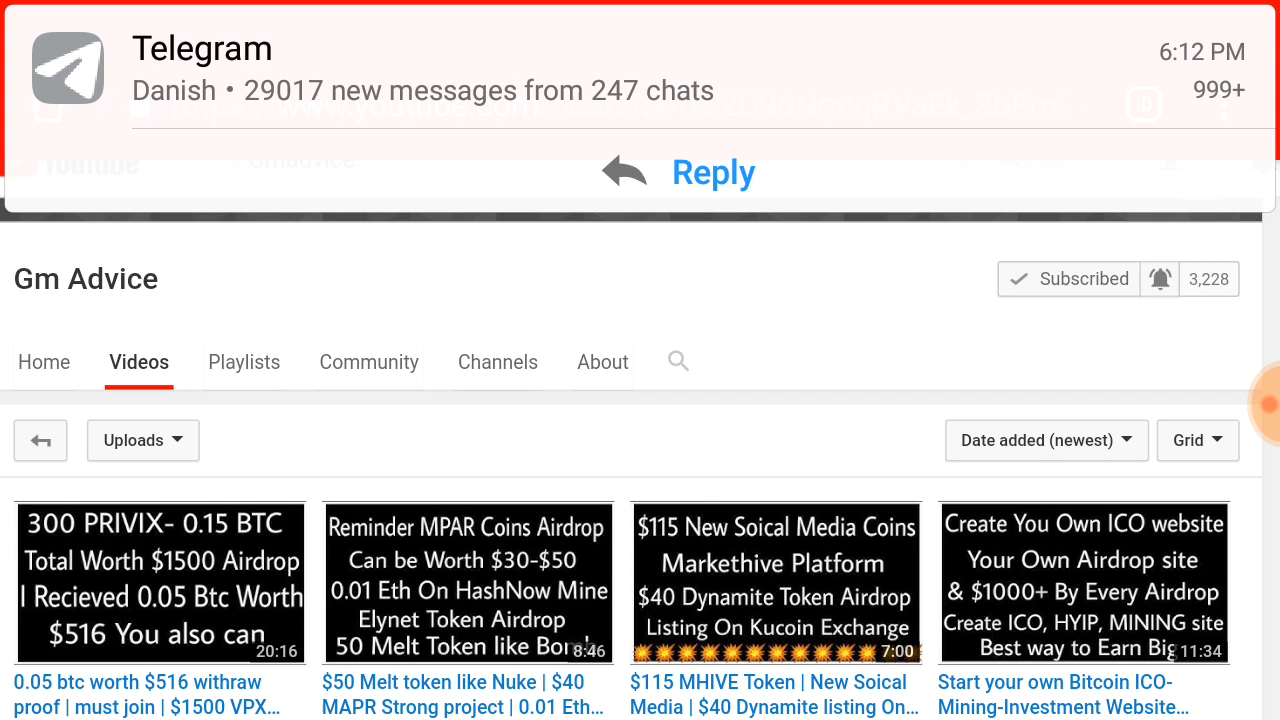 Telegram
6:12 PM
Danish • 29017 new messages from 247 chats
999+
Reply
Gm Advice
Subscribed
3,228
Home
Videos
Playlists
Community
Channels
About
Uploads
Date added (newest)
Grid
300 PRIVIX- 0.15 BTC
Total Worth $1500 Airdrop
I Recieved 0.05 Btc Worth
$516 You also can
20:16
0.05 btc worth $516 withraw
proof | must join | $1500 VPX...
Reminder MPAR Coins Airdrop
Can be Worth $30-$50
0.01 Eth On HashNow Mine
Elynet Token Airdrop
50 Melt Token like
8:46
$50 Melt token like Nuke | $40
MAPR Strong project | 0.01 Eth...
$115 New Soical Media Coins
Markethive Platform
$40 Dynamite Token Airdrop
Listing On Kucoin Exchange
7:00
$115 MHIVE Token | New Soical
Media | $40 Dynamite listing On...
Create You Own ICO website
Your Own Airdrop site
& $1000+ By Every Airdrop
Create ICO, HYIP, MINING site
Best way to Earn Big
11:34
Start your own Bitcoin ICO-
Mining-Investment Website...